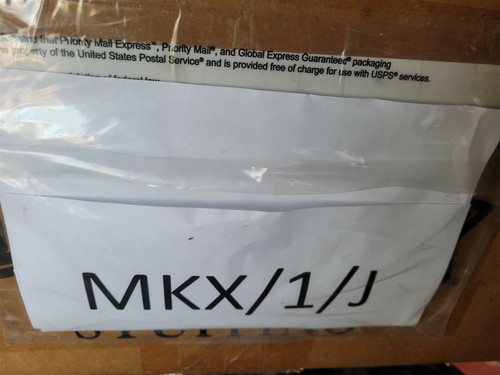 that Priority Mail Express™, Priority Mail®, and Global Express Guaranteed® packaging
property of the United States Postal Service® and is provided free of charge for use with USPS® services.
MKX/1/J